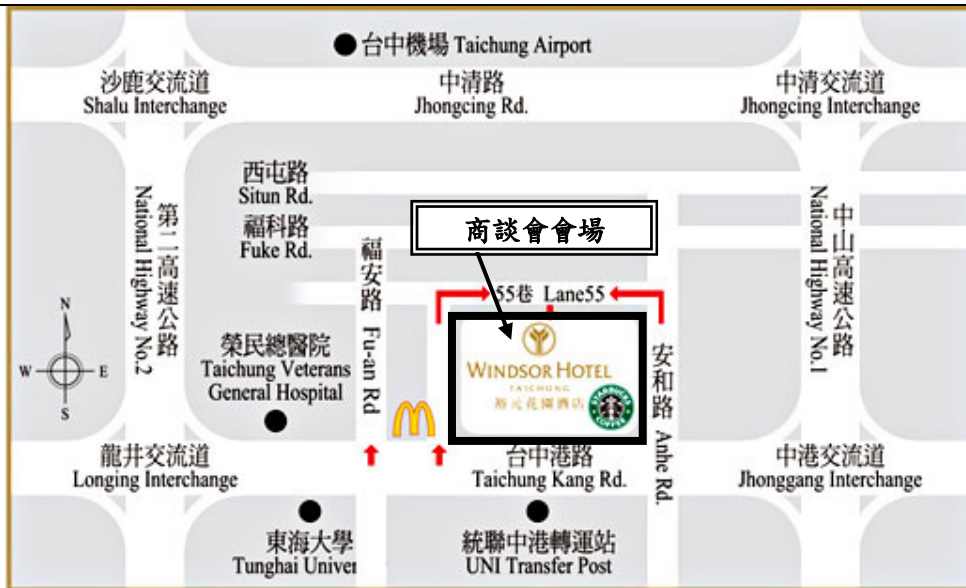 台中機場 Taichung Airport
沙鹿交流道
Shalu Interchange
中清路
Jhongcing Rd.
中清交流道
Jhongcing Interchange
西屯路
Situn Rd.
福科路
Fuke Rd.
第二高速公路
National Highway No.2
中山高速公路
National Highway No.1
商談會會場
福安路 Fu-an Rd
55巷 Lane55
N
W
E
S
榮民總醫院
Taichung Veterans
General Hospital
WINDSOR HOTEL
TAICHUNG
裕元花園酒店
STARBUCKS
COFFEE
安和路 Anhe Rd.
龍井交流道
Longing Interchange
台中港路
Taichung Kang Rd.
中港交流道
Jhonggang Interchange
東海大學
Tunghai Univer
統聯中港轉運站
UNI Transfer Post